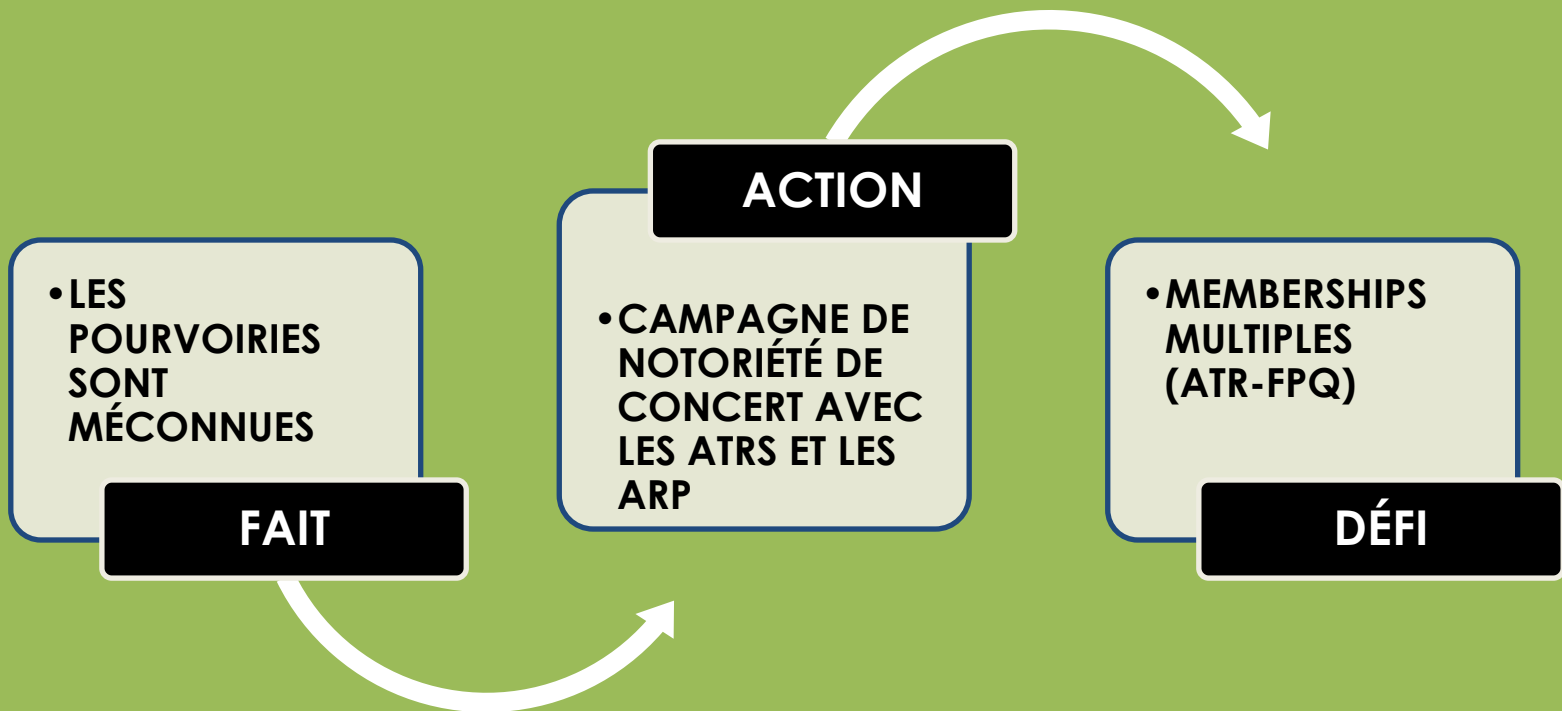 •LES
POURVOIRIES
SONT
MÉCONNUES
FAIT
ACTION
•CAMPAGNE DE
NOTORIÉTÉ DE
CONCERT AVEC
LES ATRS ET LES
ARP
•MEMBERSHIPS
MULTIPLES
(ATR-FPQ)
DÉFI